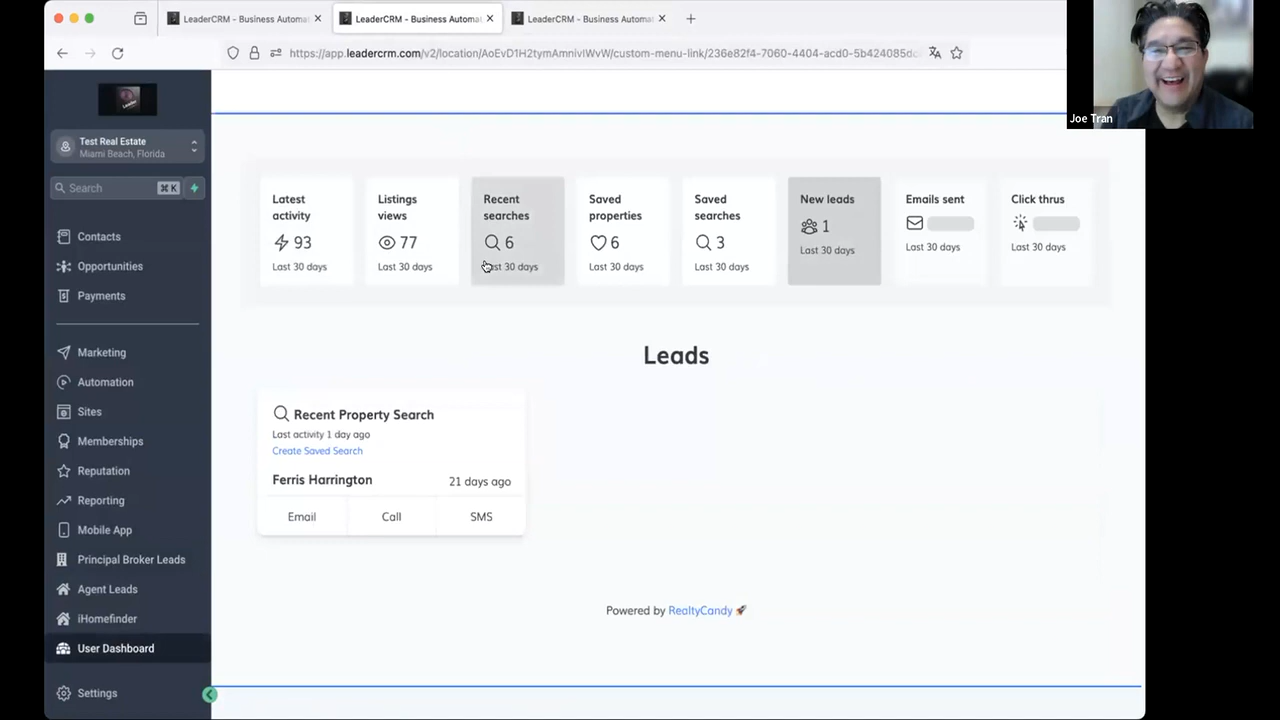 LeaderCRM - Business Automa
LeaderCRM - Business Automa
LeaderCRM - Business Automa
https://app.leadercrm.com/v2/location/AoEvD1H2tymAmnivIWvW/custom-menu-link/236e82f4-7060-4404-acd0-5b424085dc
Joe Tran
Test Real Estate
Miami Beach, Florida
Search
⌘ K
Contacts
Opportunities
Payments
Marketing
Automation
Sites
Memberships
Reputation
Reporting
Mobile App
Principal Broker Leads
Agent Leads
iHomefinder
User Dashboard
Settings
Latest
activity
93
Last 30 days
Listings
views
77
Last 30 days
Recent
searches
6
Last 30 days
Saved
properties
6
Last 30 days
Saved
searches
3
Last 30 days
New leads
1
Last 30 days
Emails sent
Last 30 days
Click thrus
Last 30 days
Leads
Recent Property Search
Last activity 1 day ago
Create Saved Search
Ferris Harrington 21 days ago
Email Call SMS
Powered by RealtyCandy 🚀